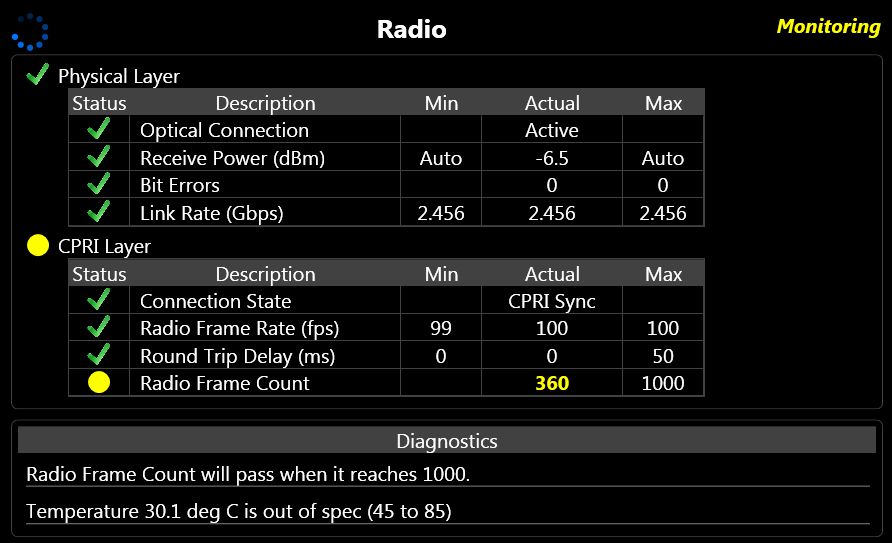 Radio
Monitoring
Physical Layer
Status Description Min Actual Max
Optical Connection Active
Receive Power (dBm) Auto -6.5 Auto
Bit Errors 0 0
Link Rate (Gbps) 2.456 2.456 2.456
CPRI Layer
Status Description Min Actual Max
Connection State CPRI Sync
Radio Frame Rate (fps) 99 100 100
Round Trip Delay (ms) 0 0 50
Radio Frame Count 360 1000
Diagnostics
Radio Frame Count will pass when it reaches 1000.
Temperature 30.1 deg C is out of spec (45 to 85)